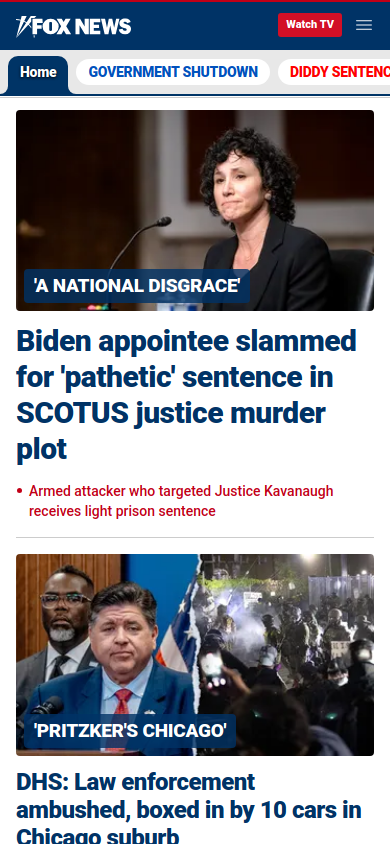 FOX NEWS
Watch TV
Home
GOVERNMENT SHUTDOWN
DIDDY SENTENC
'A NATIONAL DISGRACE'
Biden appointee slammed
for 'pathetic' sentence in
SCOTUS justice murder
plot
• Armed attacker who targeted Justice Kavanaugh
receives light prison sentence
'PRITZKER'S CHICAGO'
DHS: Law enforcement
ambushed, boxed in by 10 cars in
Chicago suburb